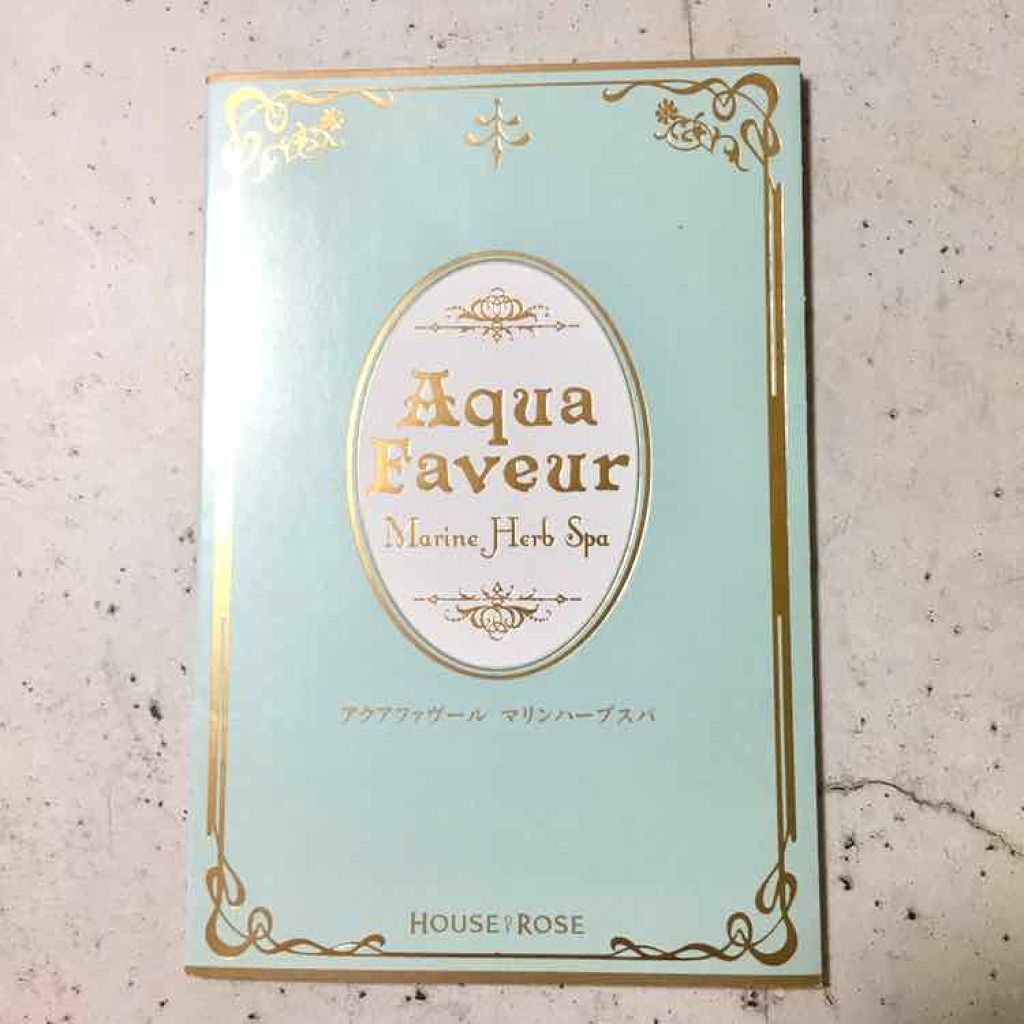 Aqua
Faveur
Marine Herb Spa
アクアファヴール マリンハーブスパ
HOUSE OF ROSE